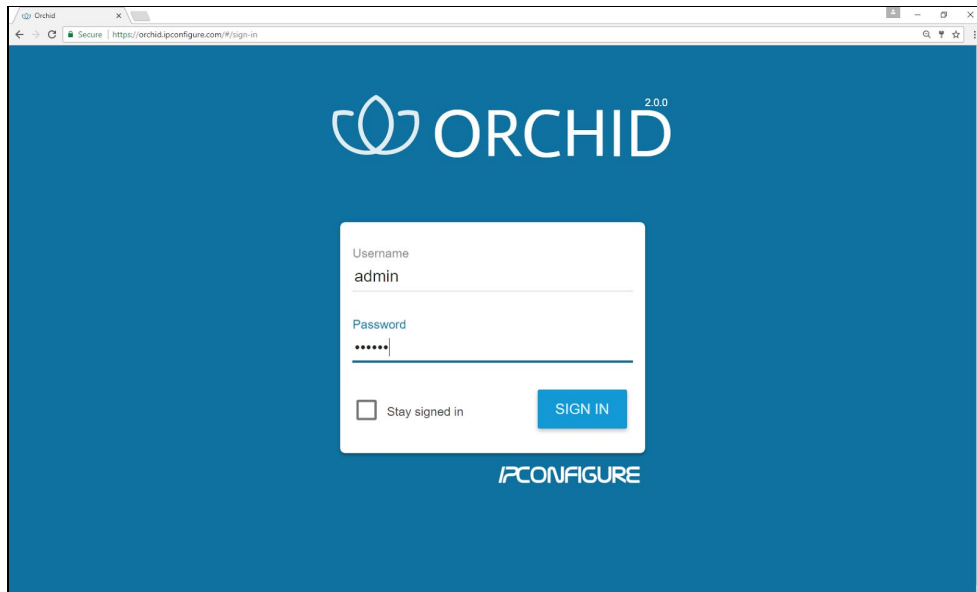 Orchid
Secure | https://orchid.ipconfigure.com/#/sign-in
2.0.0
ORCHID
Username
admin
Password
••••••
Stay signed in
SIGN IN
IPCONFIGURE